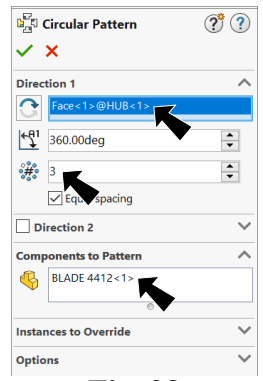 Circular Pattern
Direction 1
Face<1>@HUB<1>
360.00deg
3
spacing
Direction 2
Components to Pattern
BLADE 4412<1>
Instances to Override
Options